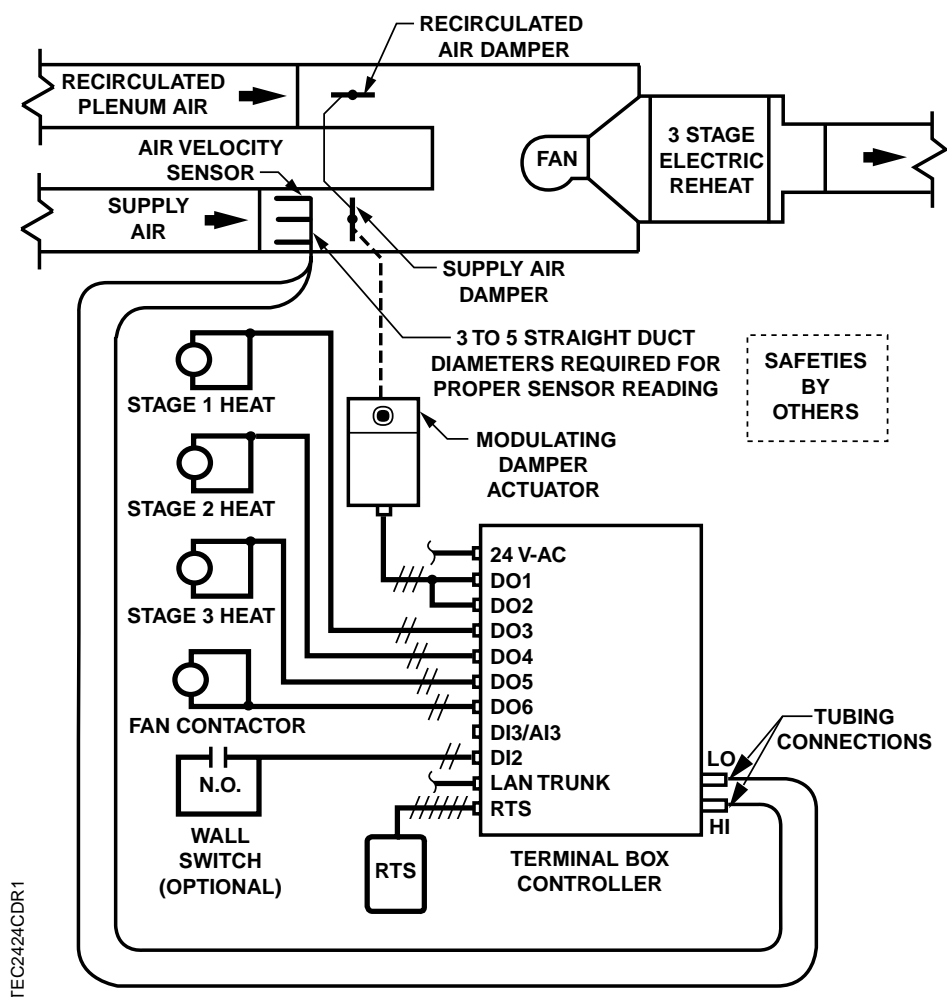 RECIRCULATED
AIR DAMPER
RECIRCULATED
PLENUM AIR
AIR VELOCITY
SENSOR
SUPPLY
AIR
FAN
3 STAGE
ELECTRIC
REHEAT
SUPPLY AIR
DAMPER
3 TO 5 STRAIGHT DUCT
DIAMETERS REQUIRED FOR
PROPER SENSOR READING
SAFETIES
BY
OTHERS
STAGE 1 HEAT
MODULATING
DAMPER
ACTUATOR
STAGE 2 HEAT
STAGE 3 HEAT
FAN CONTACTOR
N.O.
WALL
SWITCH
(OPTIONAL)
24 V-AC
DO1
DO2
DO3
DO4
DO5
DO6
DI3/AI3
DI2
LAN TRUNK
RTS
LO
HI
TUBING
CONNECTIONS
RTS
TERMINAL BOX
CONTROLLER
TEC2424CDR1